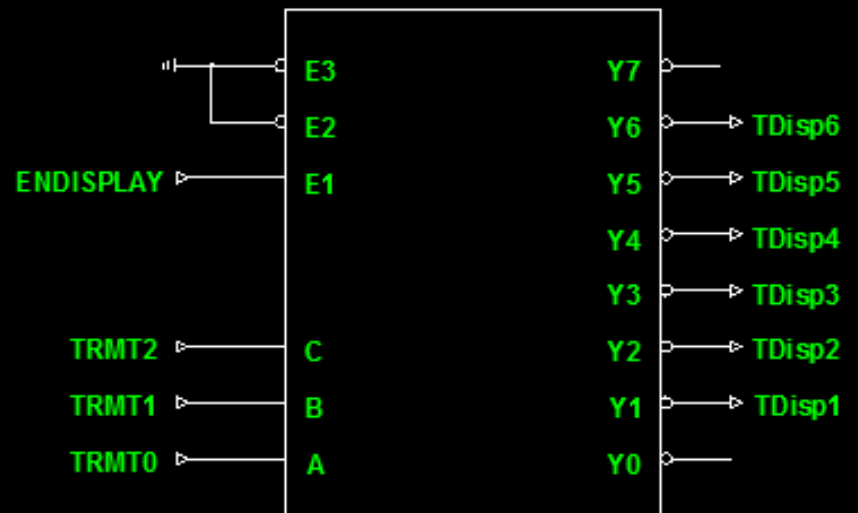 E3 Y7
E2 Y6 TDisp6
ENDISPLAY E1 Y5 TDisp5
Y4 TDisp4
Y3 TDisp3
TRMT2 C Y2 TDisp2
TRMT1 B Y1 TDisp1
TRMT0 A Y0